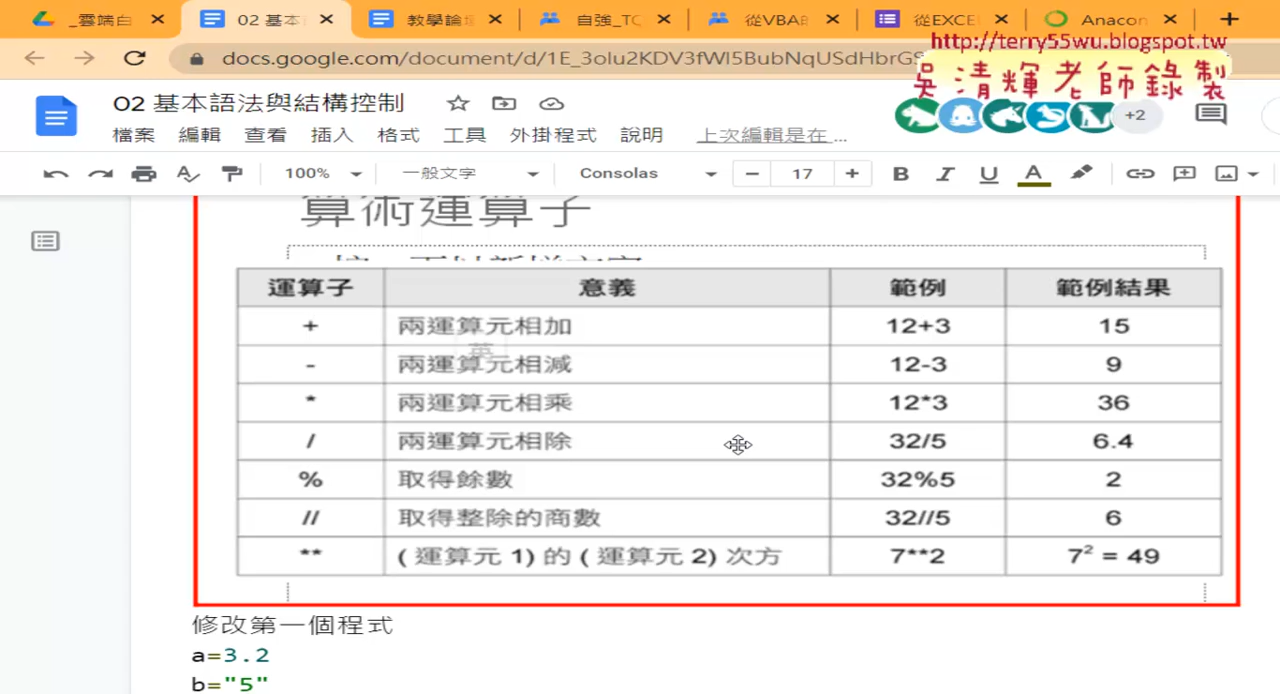 _雲端白
02 基本
教學論
自強_TQ
從VBA
從EXCE
Anacon
http://terry55wu.blogspot.tw
docs.google.com/document/d/1E_3olu2KDV3fWl5BubNqUSdHbrG
吳清輝老師錄製
02 基本語法與結構控制
+2
檔案 編輯 查看 插入 格式 工具 外掛程式 說明 上次編輯是在 ...
100% 一般文字 Consolas − 17 + B I U A
算術運算子
運算子 意義 範例 範例結果
+ 兩運算元相加 12+3 15
英
- 兩運算元相減 12-3 9
* 兩運算元相乘 12*3 36
/ 兩運算元相除 32/5 6.4
% 取得餘數 32%5 2
// 取得整除的商數 32//5 6
** (運算元 1) 的 (運算元 2) 次方 7**2 7² = 49
修改第一個程式
a=3.2
b="5"